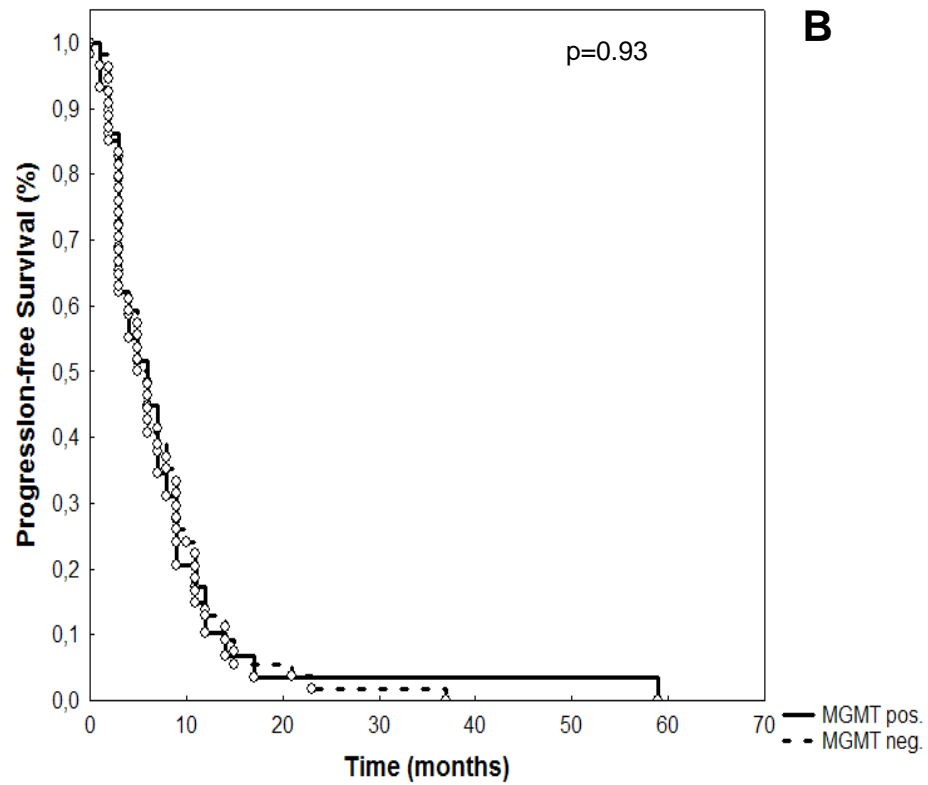 B
p=0.93
Progression-free Survival (%)
1,0
0,9
0,8
0,7
0,6
0,5
0,4
0,3
0,2
0,1
0,0
0 10 20 30 40 50 60 70
Time (months)
MGMT pos.
MGMT neg.